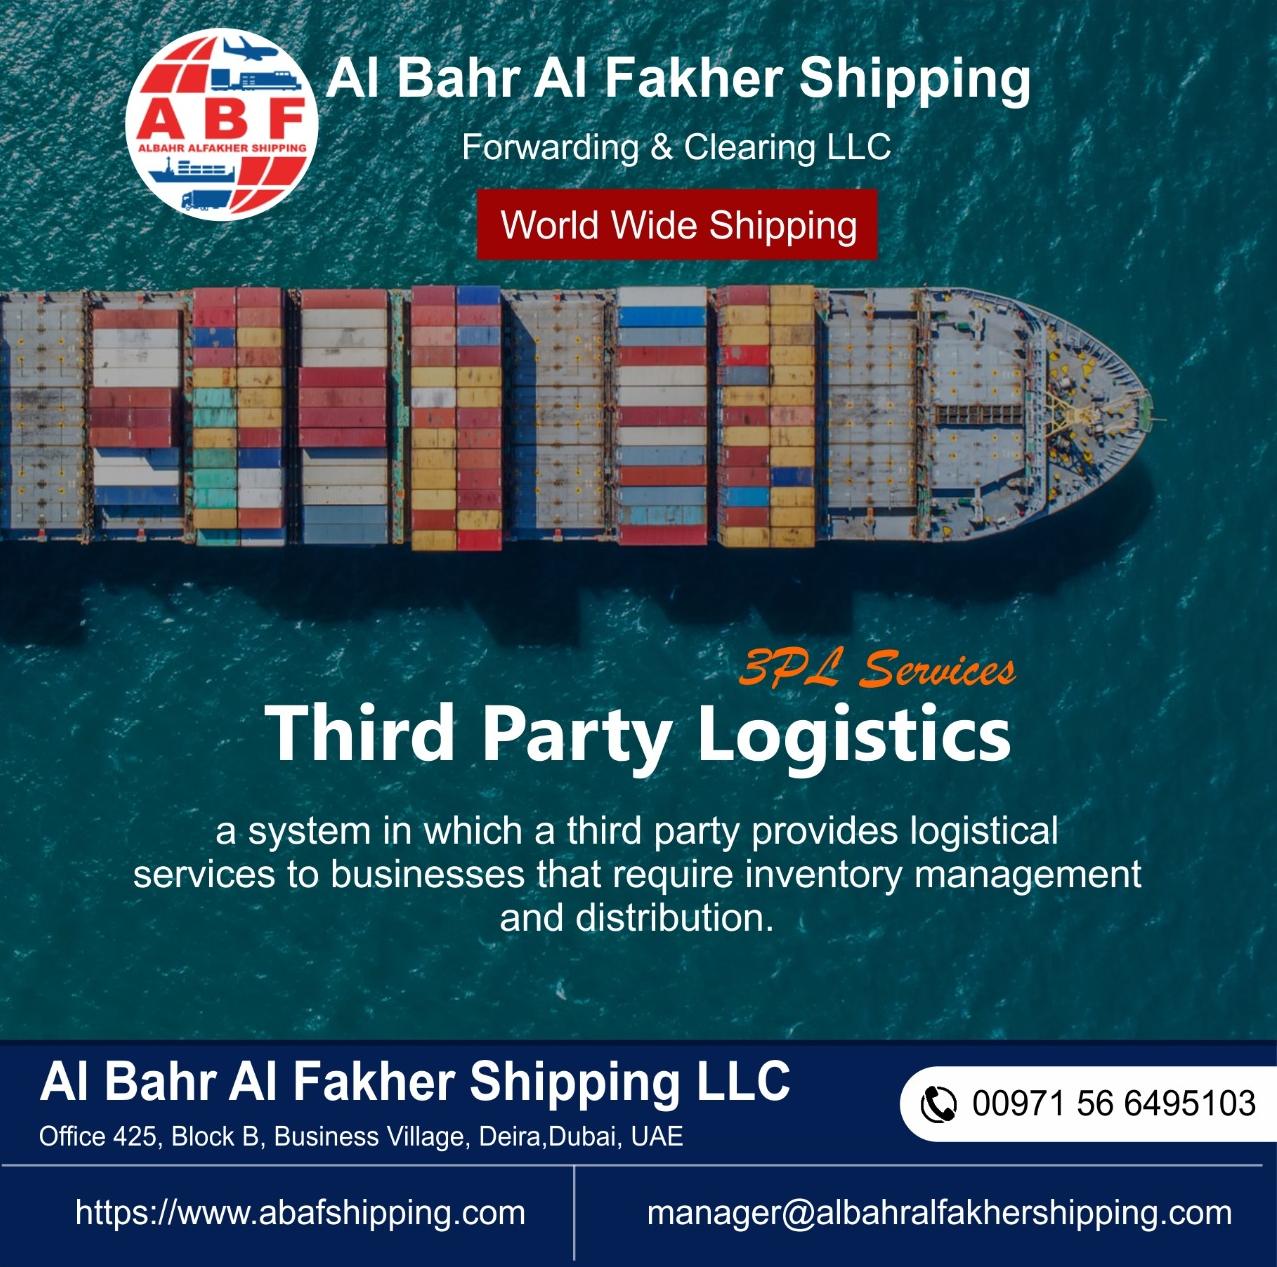 ABF
ALBAHR ALFAKHER SHIPPING
Al Bahr Al Fakher Shipping
Forwarding & Clearing LLC
World Wide Shipping
3PL Services
Third Party Logistics
a system in which a third party provides logistical
services to businesses that require inventory management
and distribution.
Al Bahr Al Fakher Shipping LLC
Office 425, Block B, Business Village, Deira,Dubai, UAE
00971 56 6495103
https://www.abafshipping.com
manager@albahralfakhershipping.com